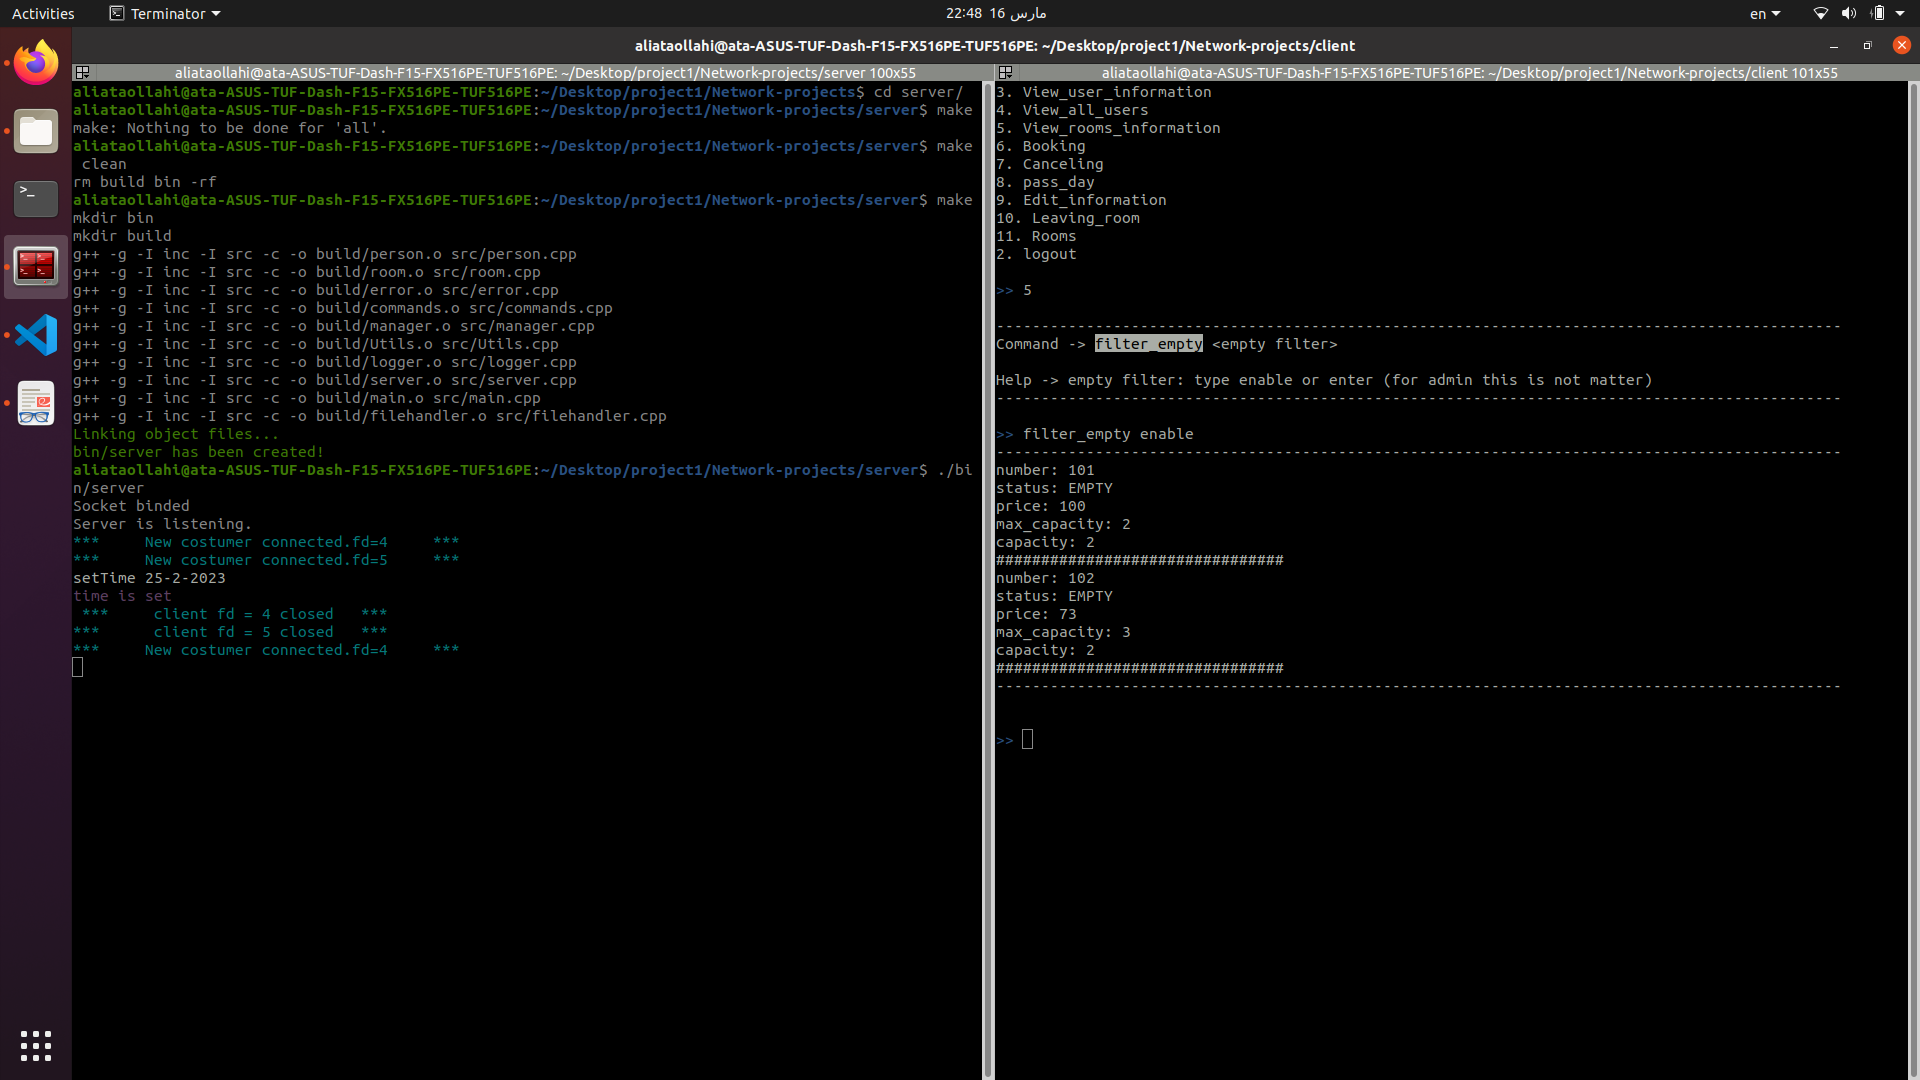 Activities
Terminator
22:48 16 مارس
en
aliataollahi@ata-ASUS-TUF-Dash-F15-FX516PE-TUF516PE: ~/Desktop/project1/Network-projects/client
aliataollahi@ata-ASUS-TUF-Dash-F15-FX516PE-TUF516PE: ~/Desktop/project1/Network-projects/server 100x55
aliataollahi@ata-ASUS-TUF-Dash-F15-FX516PE-TUF516PE:~/Desktop/project1/Network-projects$ cd server/
aliataollahi@ata-ASUS-TUF-Dash-F15-FX516PE-TUF516PE:~/Desktop/project1/Network-projects/server$ make
make: Nothing to be done for 'all'.
aliataollahi@ata-ASUS-TUF-Dash-F15-FX516PE-TUF516PE:~/Desktop/project1/Network-projects/server$ make
 clean
rm build bin -rf
aliataollahi@ata-ASUS-TUF-Dash-F15-FX516PE-TUF516PE:~/Desktop/project1/Network-projects/server$ make
mkdir bin
mkdir build
g++ -g -I inc -I src -c -o build/person.o src/person.cpp
g++ -g -I inc -I src -c -o build/room.o src/room.cpp
g++ -g -I inc -I src -c -o build/error.o src/error.cpp
g++ -g -I inc -I src -c -o build/commands.o src/commands.cpp
g++ -g -I inc -I src -c -o build/manager.o src/manager.cpp
g++ -g -I inc -I src -c -o build/Utils.o src/Utils.cpp
g++ -g -I inc -I src -c -o build/logger.o src/logger.cpp
g++ -g -I inc -I src -c -o build/server.o src/server.cpp
g++ -g -I inc -I src -c -o build/main.o src/main.cpp
g++ -g -I inc -I src -c -o build/filehandler.o src/filehandler.cpp
Linking object files...
bin/server has been created!
aliataollahi@ata-ASUS-TUF-Dash-F15-FX516PE-TUF516PE:~/Desktop/project1/Network-projects/server$ ./bi
n/server
Socket binded
Server is listening.
***     New costumer connected.fd=4     ***
***     New costumer connected.fd=5     ***
setTime 25-2-2023
time is set
 ***     client fd = 4 closed   ***
***      client fd = 5 closed   ***
***     New costumer connected.fd=4     ***
aliataollahi@ata-ASUS-TUF-Dash-F15-FX516PE-TUF516PE: ~/Desktop/project1/Network-projects/client 101x55
3. View_user_information
4. View_all_users
5. View_rooms_information
6. Booking
7. Canceling
8. pass_day
9. Edit_information
10. Leaving_room
11. Rooms
2. logout
>> 5
----------------------------------------------------------------------------------------------
Command -> filter_empty <empty filter>
Help -> empty filter: type enable or enter (for admin this is not matter)
----------------------------------------------------------------------------------------------
>> filter_empty enable
----------------------------------------------------------------------------------------------
number: 101
status: EMPTY
price: 100
max_capacity: 2
capacity: 2
################################
number: 102
status: EMPTY
price: 73
max_capacity: 3
capacity: 2
################################
----------------------------------------------------------------------------------------------
>>